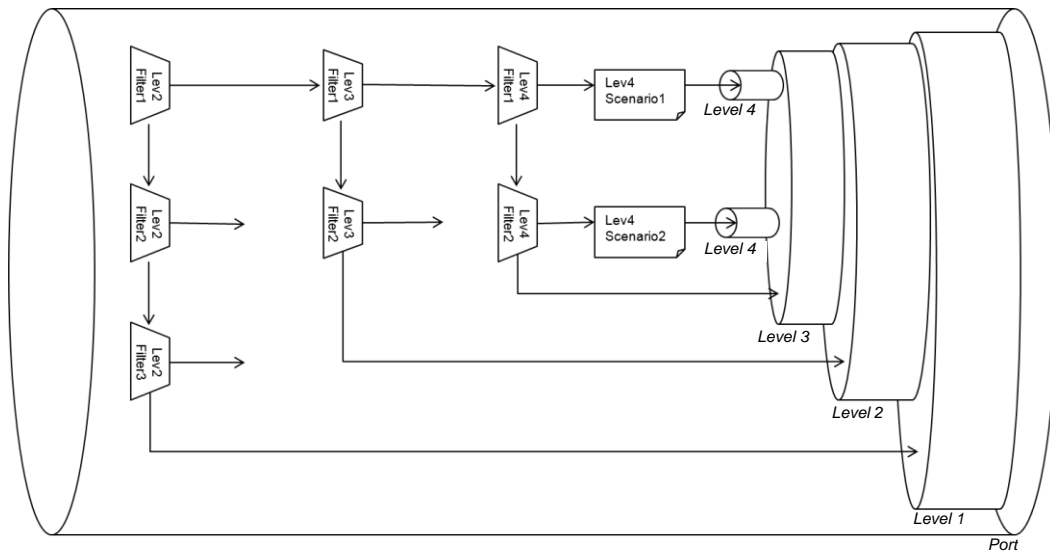 Lev2
Filter1
Lev3
Filter1
Lev4
Filter1
Lev4
Scenario1
Level 4
Lev2
Filter2
Lev3
Filter2
Lev4
Filter2
Lev4
Scenario2
Level 4
Lev2
Filter3
Level 3
Level 2
Level 1
Port